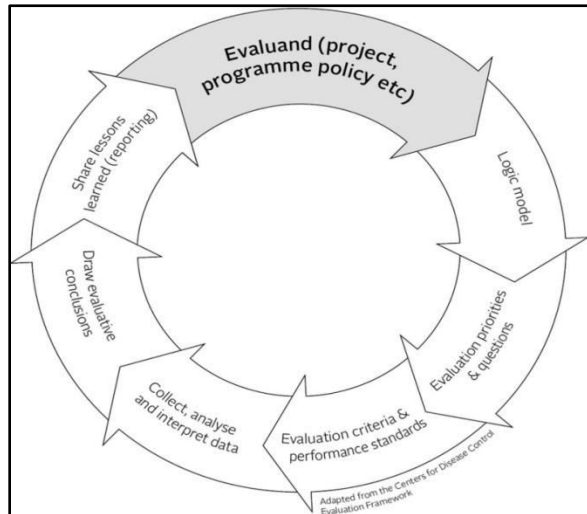 Evaluand (project,
programme policy etc)
Logic model
Evaluation priorities
& questions
Evaluation criteria &
performance standards
Adapted from the Centers for Disease Control
Evaluation Framework
Collect, analyse
and interpret data
Draw evaluative
conclusions
Share lessons
learned (reporting)